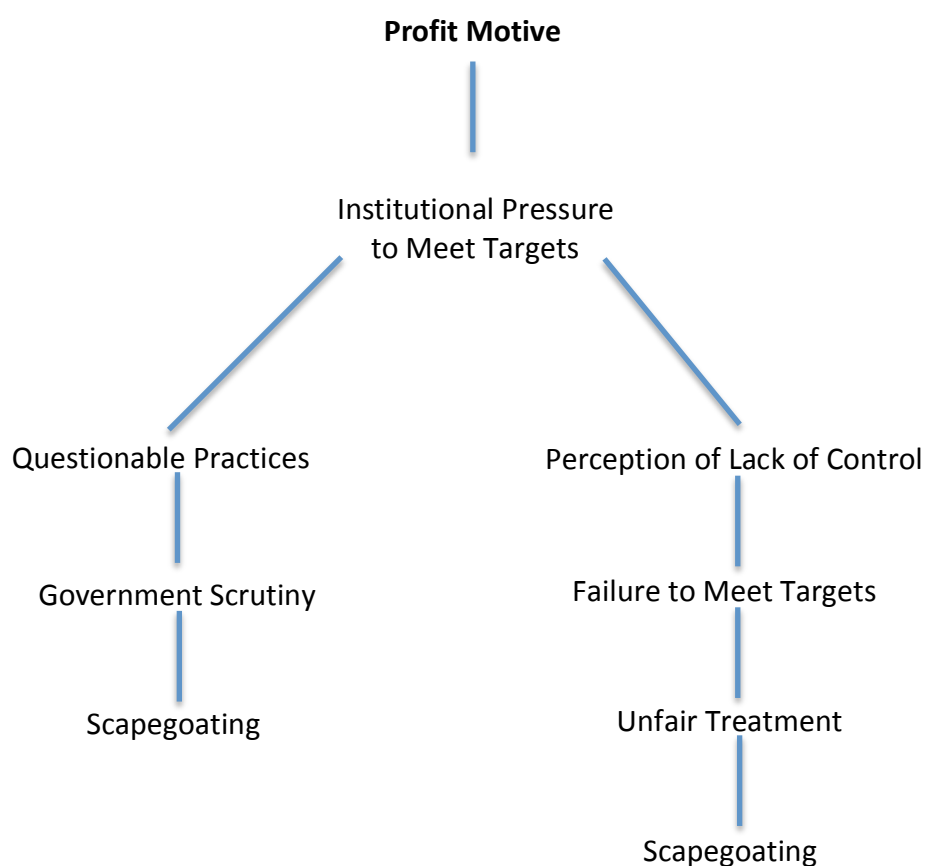 Profit Motive
Institutional Pressure
to Meet Targets
Questionable Practices
Perception of Lack of Control
Government Scrutiny
Failure to Meet Targets
Scapegoating
Unfair Treatment
Scapegoating